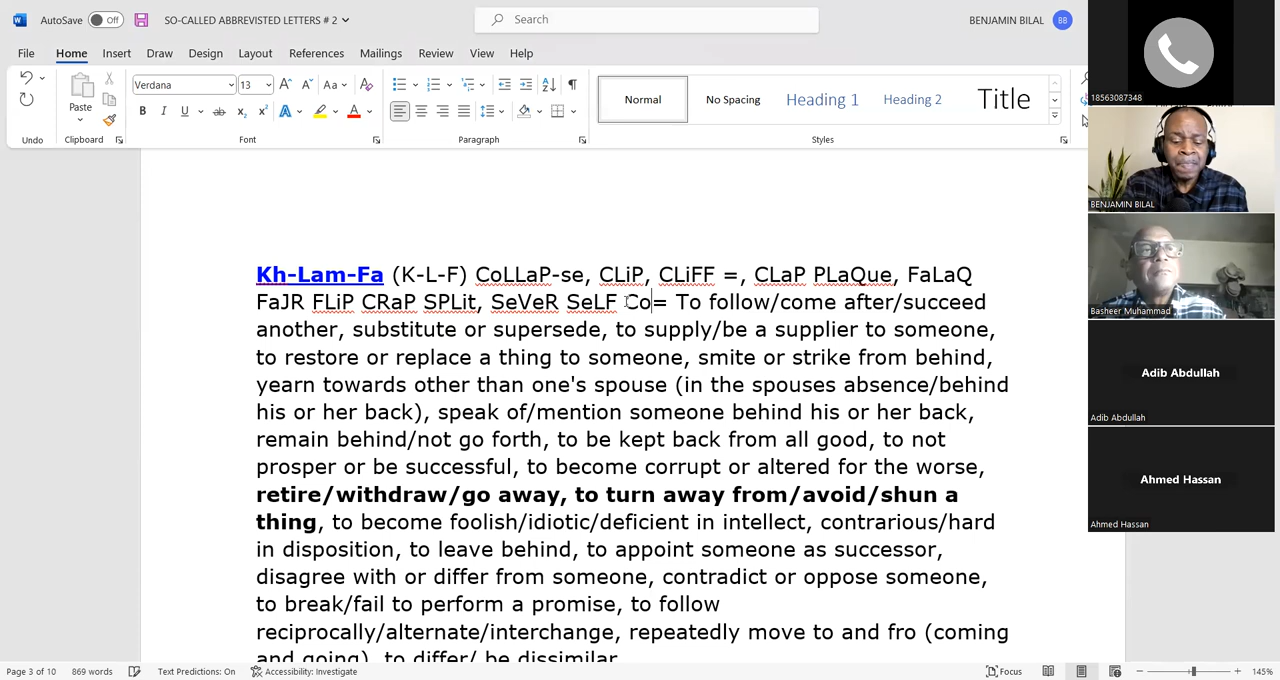 AutoSave Off SO-CALLED ABBREVISTED LETTERS # 2 Search BENJAMIN BILAL BB
File Home Insert Draw Design Layout References Mailings Review View Help
Verdana 13 Normal No Spacing Heading 1 Heading 2 Title
Paste
Undo Clipboard Font Paragraph Styles
Kh-Lam-Fa (K-L-F) CoLLaP-se, CLiP, CLiFF =, CLaP PLaQue, FaLaQ
FaJR FLiP CRaP SPLit, SeVeR SeLF Co= To follow/come after/succeed
another, substitute or supersede, to supply/be a supplier to someone,
to restore or replace a thing to someone, smite or strike from behind,
yearn towards other than one's spouse (in the spouses absence/behind
his or her back), speak of/mention someone behind his or her back,
remain behind/not go forth, to be kept back from all good, to not
prosper or be successful, to become corrupt or altered for the worse,
retire/withdraw/go away, to turn away from/avoid/shun a
thing, to become foolish/idiotic/deficient in intellect, contrarious/hard
in disposition, to leave behind, to appoint someone as successor,
disagree with or differ from someone, contradict or oppose someone,
to break/fail to perform a promise, to follow
reciprocally/alternate/interchange, repeatedly move to and fro (coming
and going), to differ/ be dissimilar
Page 3 of 10 869 words Text Predictions: On Accessibility: Investigate Focus 145%
18563087348
BENJAMIN BILAL
Basheer Muhammad
Adib Abdullah
Adib Abdullah
Ahmed Hassan
Ahmed Hassan